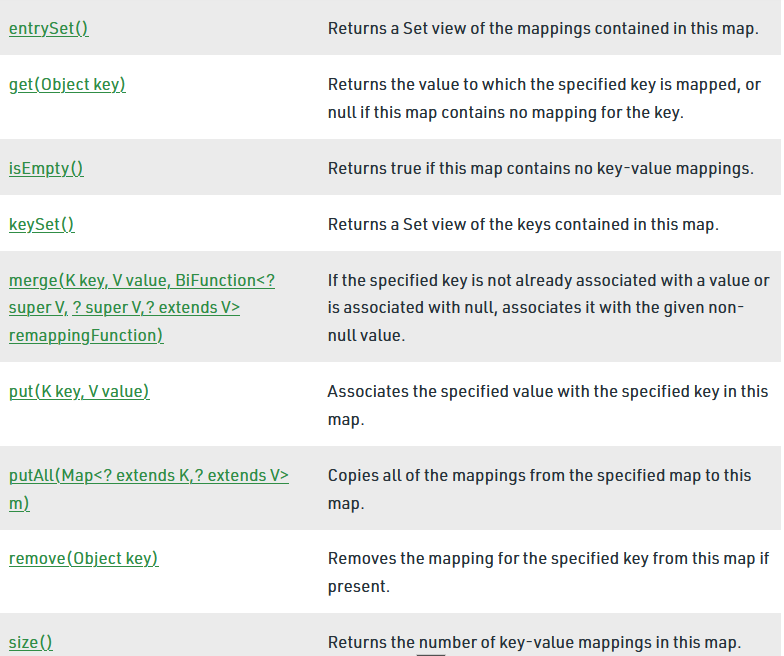 entrySet()
Returns a Set view of the mappings contained in this map.
get(Object key)
Returns the value to which the specified key is mapped, or
null if this map contains no mapping for the key.
isEmpty()
Returns true if this map contains no key-value mappings.
keySet()
Returns a Set view of the keys contained in this map.
merge(K key, V value, BiFunction<?
super V, ? super V,? extends V>
remappingFunction)
If the specified key is not already associated with a value or
is associated with null, associates it with the given non-
null value.
put(K key, V value)
Associates the specified value with the specified key in this
map.
putAll(Map<? extends K,? extends V>
m)
Copies all of the mappings from the specified map to this
map.
remove(Object key)
Removes the mapping for the specified key from this map if
present.
size()
Returns the number of key-value mappings in this map.